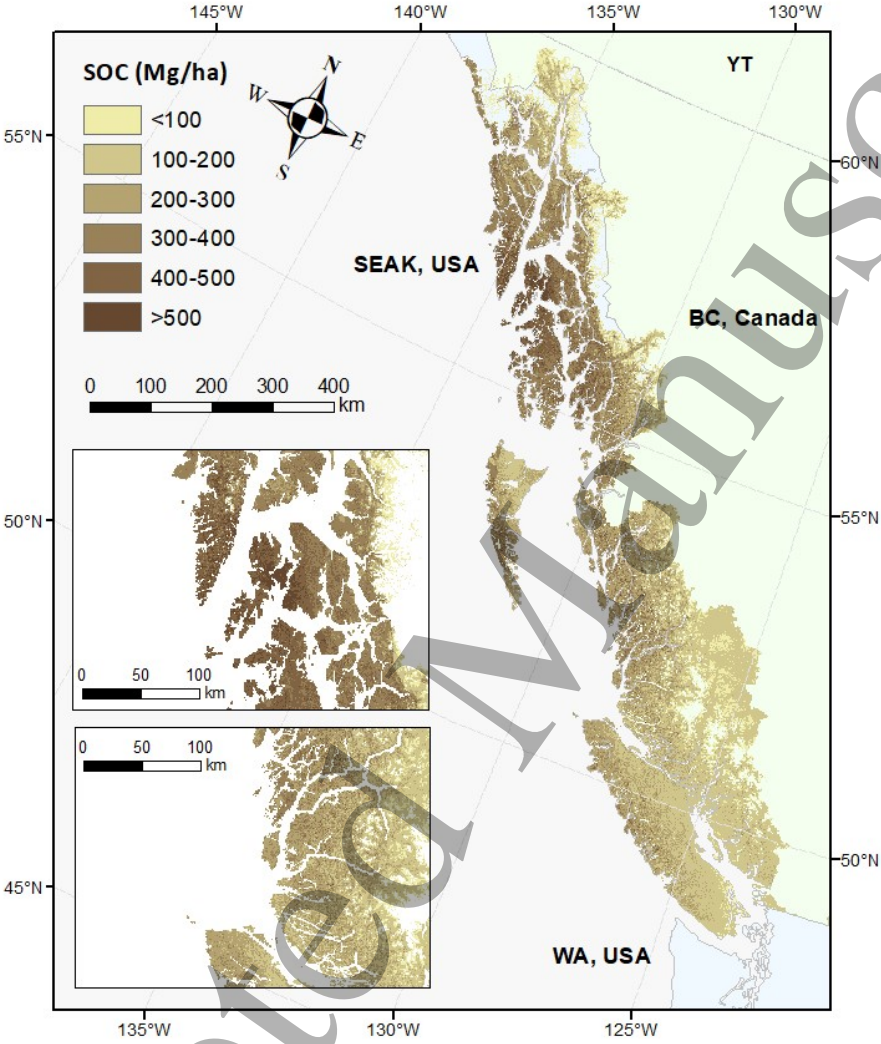 145°W 140°W 135°W 130°W
SOC (Mg/ha)
<100
100-200
200-300
300-400
400-500
>500
N
W
E
S
YT
55°N
60°N
SEAK, USA
BC, Canada
0 100 200 300 400
km
50°N
55°N
0 50 100
km
0 50 100
km
45°N
50°N
WA, USA
135°W 130°W 125°W
ted Manusc